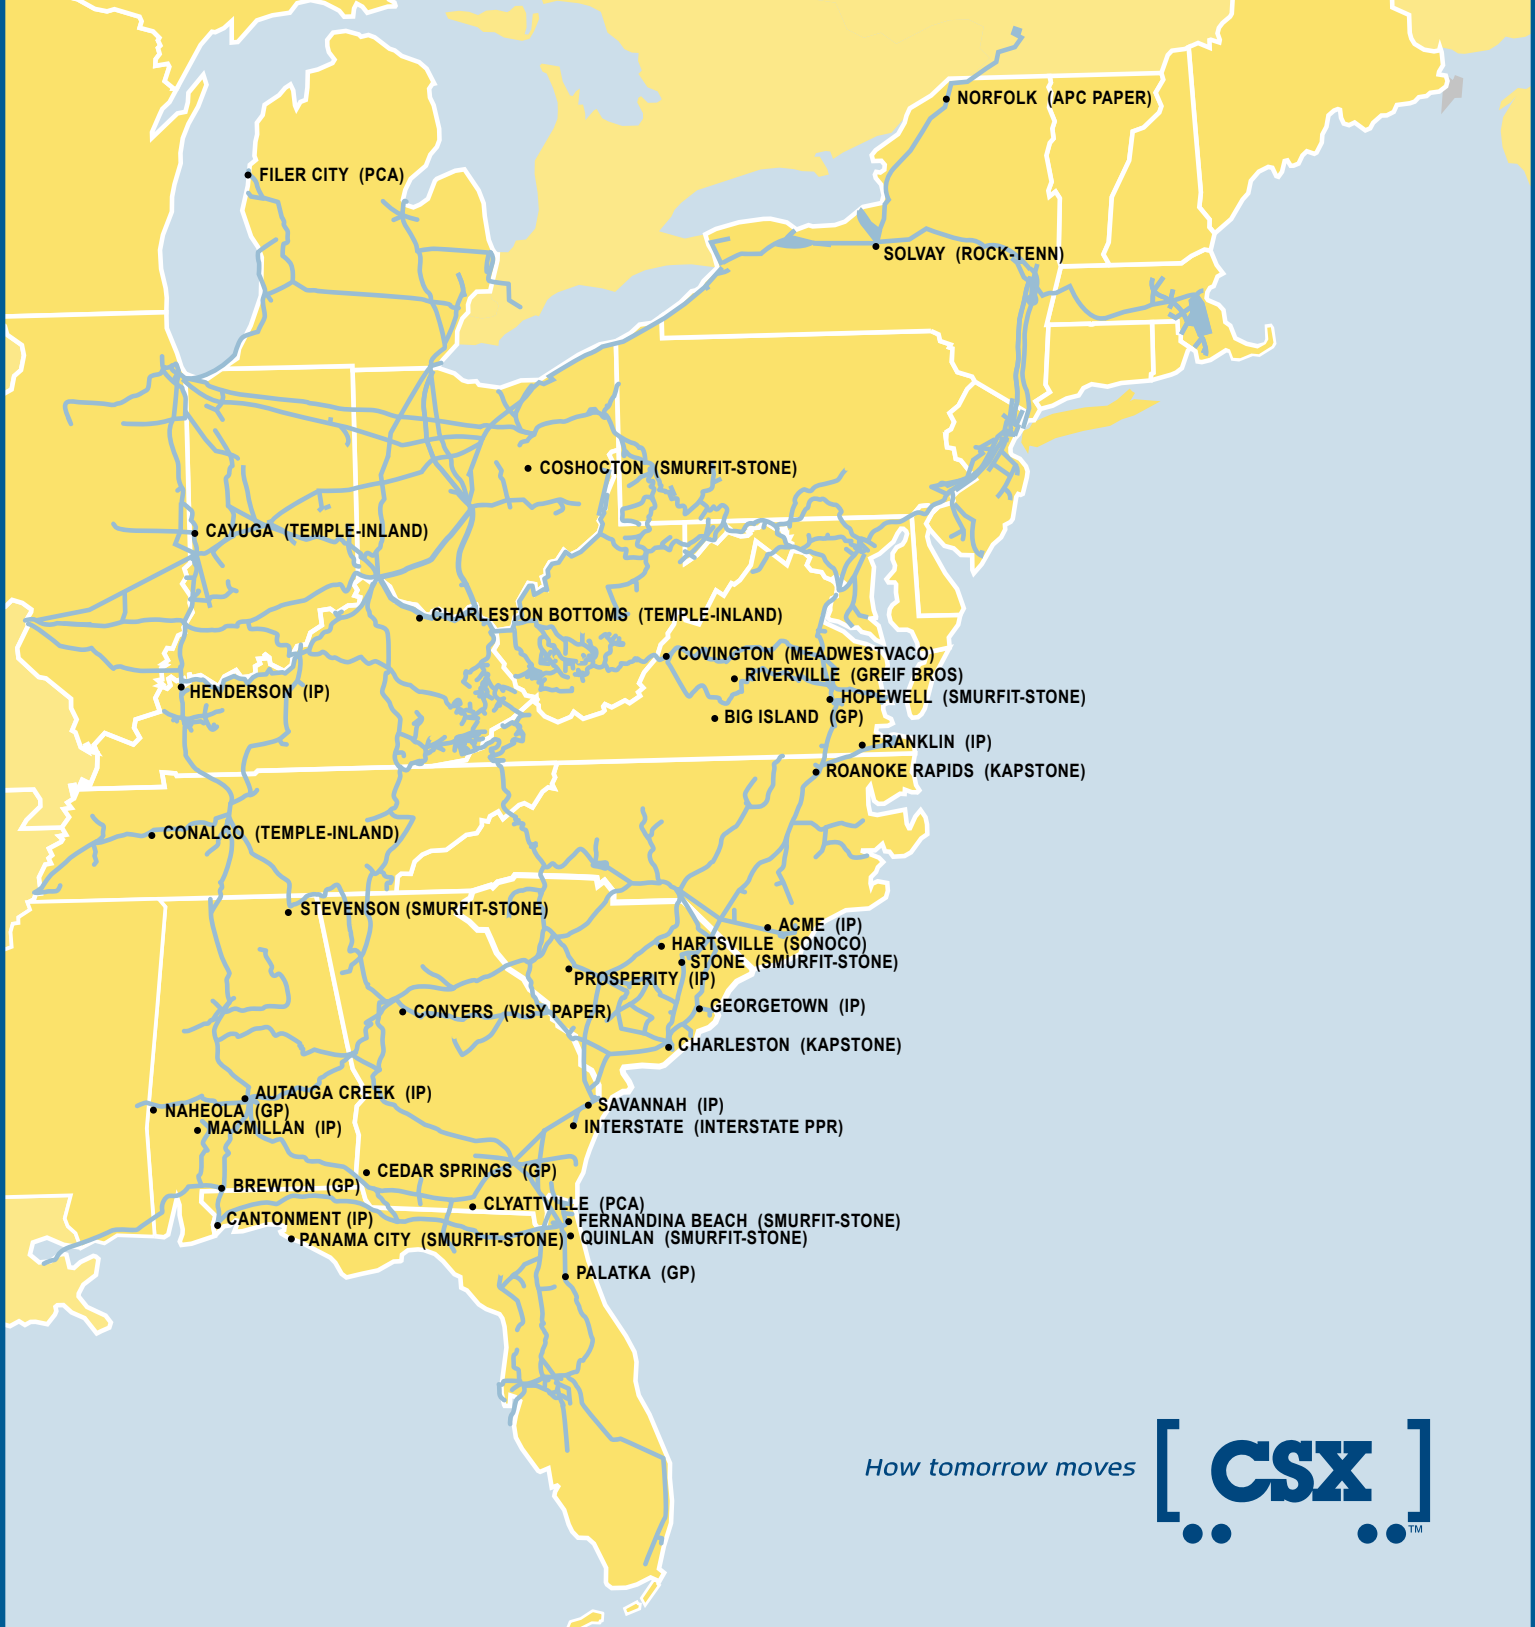 NORFOLK (APC PAPER)
FILER CITY (PCA)
SOLVAY (ROCK-TENN)
COSHOCTON (SMURFIT-STONE)
CAYUGA (TEMPLE-INLAND)
CHARLESTON BOTTOMS (TEMPLE-INLAND)
COVINGTON (MEADWESTVACO)
RIVERVILLE (GREIF BROS)
HENDERSON (IP)
HOPEWELL (SMURFIT-STONE)
BIG ISLAND (GP)
FRANKLIN (IP)
ROANOKE RAPIDS (KAPSTONE)
CONALCO (TEMPLE-INLAND)
STEVENSON (SMURFIT-STONE)
ACME (IP)
HARTSVILLE (SONOCO)
STONE (SMURFIT-STONE)
PROSPERITY (IP)
GEORGETOWN (IP)
CONYERS (VISY PAPER)
CHARLESTON (KAPSTONE)
AUTAUGA CREEK (IP)
SAVANNAH (IP)
NAHEOLA (GP)
MACMILLAN (IP)
INTERSTATE (INTERSTATE PPR)
CEDAR SPRINGS (GP)
BREWTON (GP)
CLYATTVILLE (PCA)
CANTONMENT (IP)
FERNANDINA BEACH (SMURFIT-STONE)
PANAMA CITY (SMURFIT-STONE)
QUINLAN (SMURFIT-STONE)
PALATKA (GP)
How tomorrow moves
[CSX]
TM